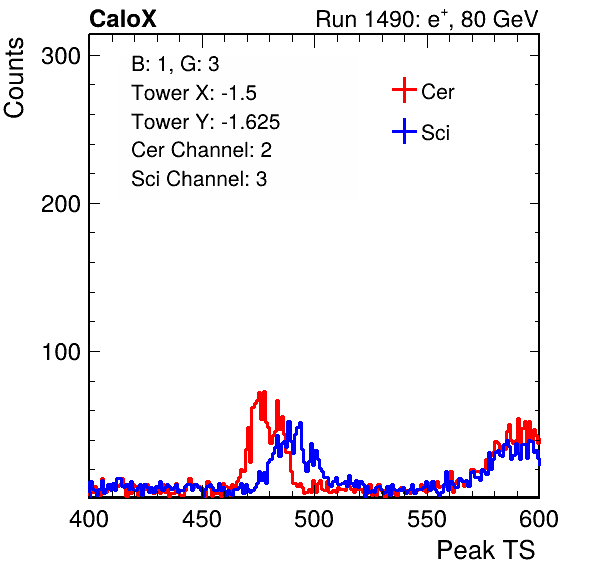 CaloX
Run 1490: e+, 80 GeV
Counts
B: 1, G: 3
Tower X: -1.5
Tower Y: -1.625
Cer Channel: 2
Sci Channel: 3
Cer
Sci
300
200
100
400 450 500 550 600
Peak TS